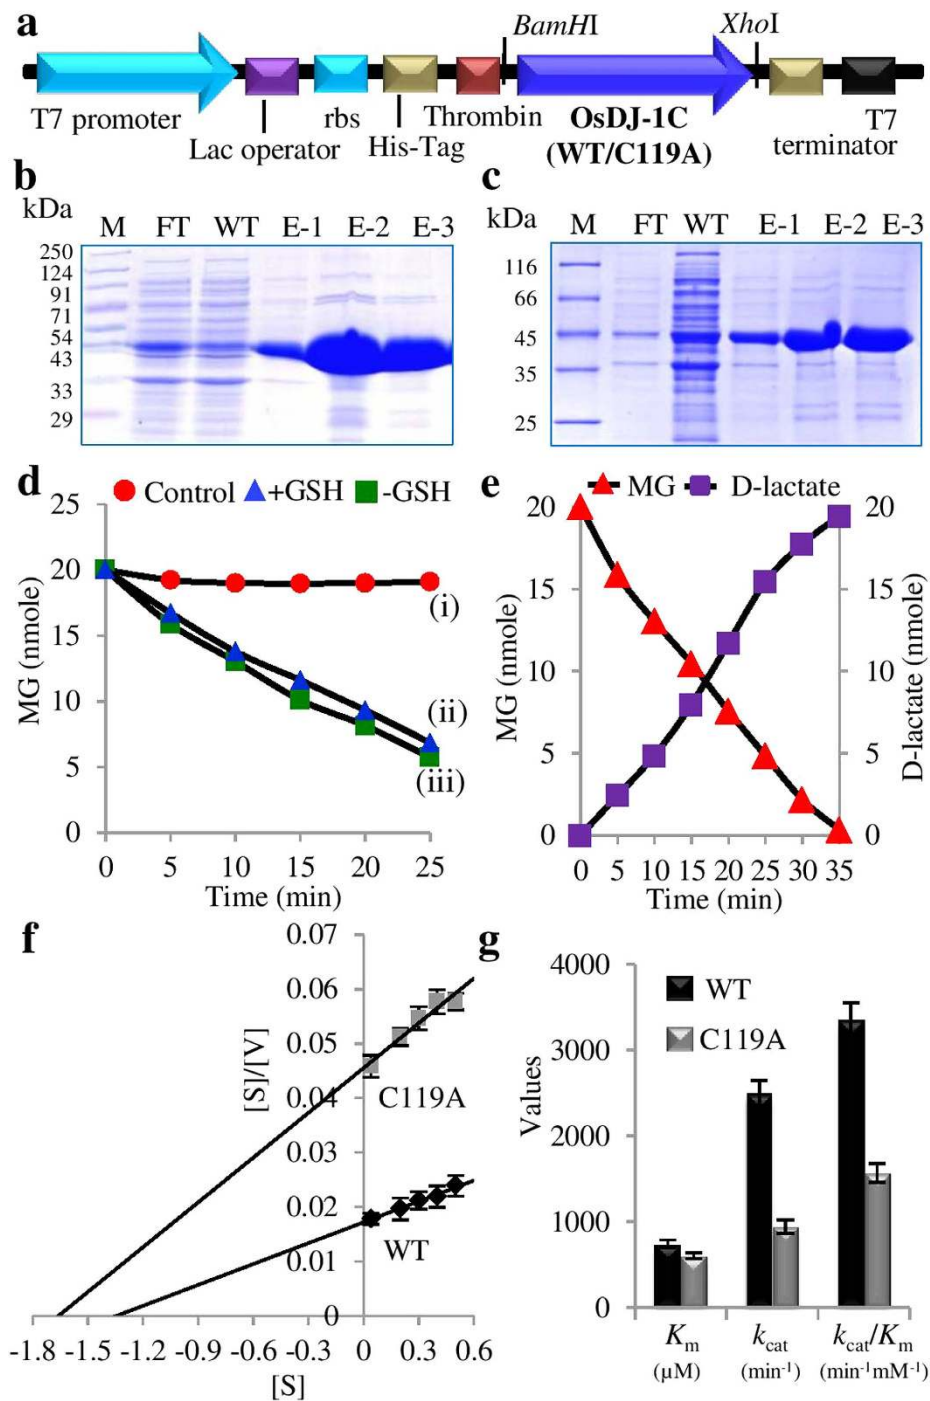 a
BamHI
XhoI
T7 promoter
Lac operator
rbs
His-Tag
Thrombin
OsDJ-1C
(WT/C119A)
T7
terminator
b
kDa
M FT WT E-1 E-2 E-3
250
124
91
71
54
43
33
29
c
kDa
M FT WT E-1 E-2 E-3
116
66
45
35
25
d
Control +GSH -GSH
25
20
15
10
5
0
MG (nmole)
(i)
(ii)
(iii)
0 5 10 15 20 25
Time (min)
e
MG D-lactate
20
15
10
5
0
MG (nmole)
20
15
10
5
0
D-lactate (nmole)
0 5 10 15 20 25 30 35
Time (min)
f
0.07
0.06
0.05
0.04
0.03
0.02
0.01
0
[S]/[V]
C119A
WT
-1.8 -1.5 -1.2 -0.9 -0.6 -0.3 0 0.3 0.6
[S]
g
4000
3000
2000
1000
0
Values
WT
C119A
Km kcat kcat/Km
(µM) (min-1) (min-1mM-1)